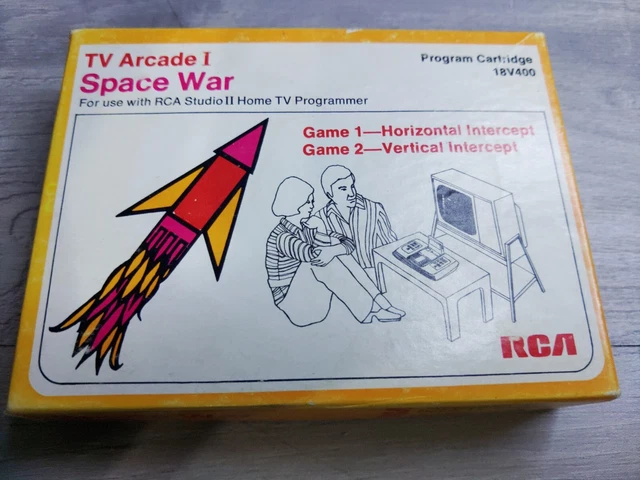 TV Arcade I
Space War
For use with RCA Studio II Home TV Programmer
Program Cartridge
18V400
Game 1—Horizontal Intercept
Game 2—Vertical Intercept
RCA